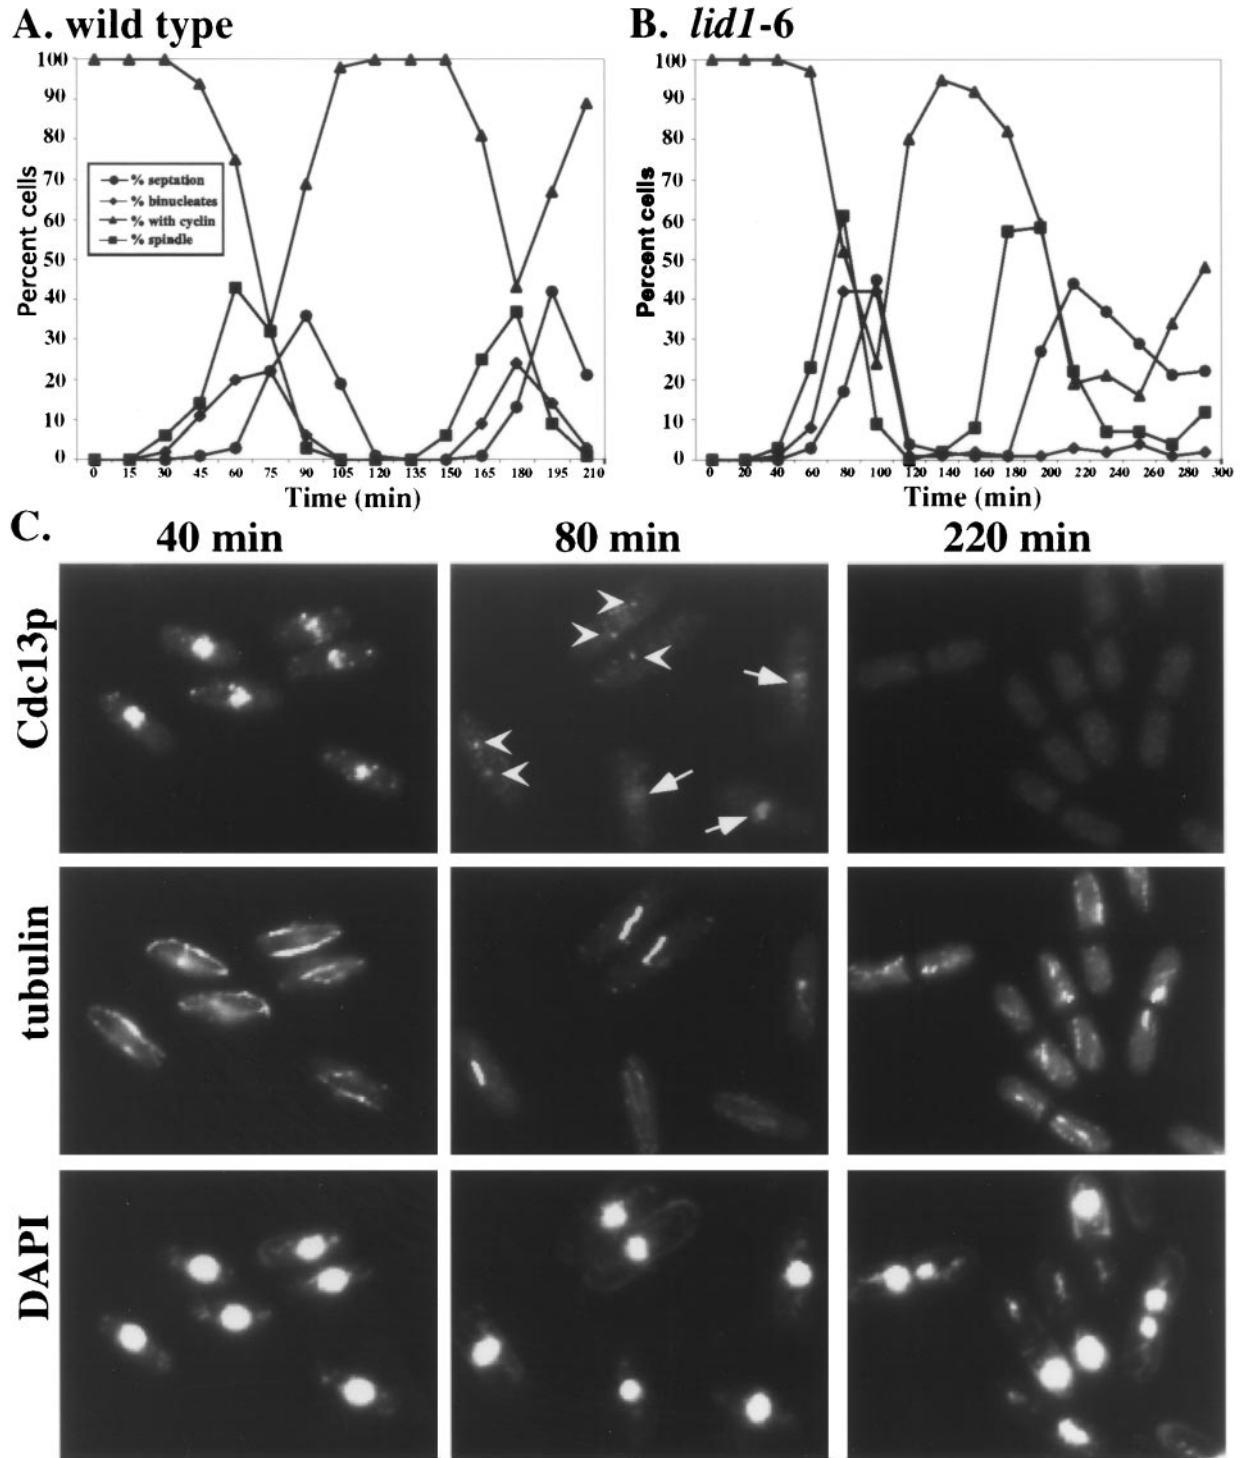 A. wild type
100
90
80
70
60
50
40
30
20
10
0
Percent cells
% septation
% binucleates
% with cyclin
% spindle
0 15 30 45 60 75 90 105 120 135 150 165 180 195 210
Time (min)
B. lid1-6
100
90
80
70
60
50
40
30
20
10
0
Percent cells
0 20 40 60 80 100 120 140 160 180 200 220 240 260 280 300
Time (min)
C.
40 min 80 min 220 min
Cdc13p
tubulin
DAPI